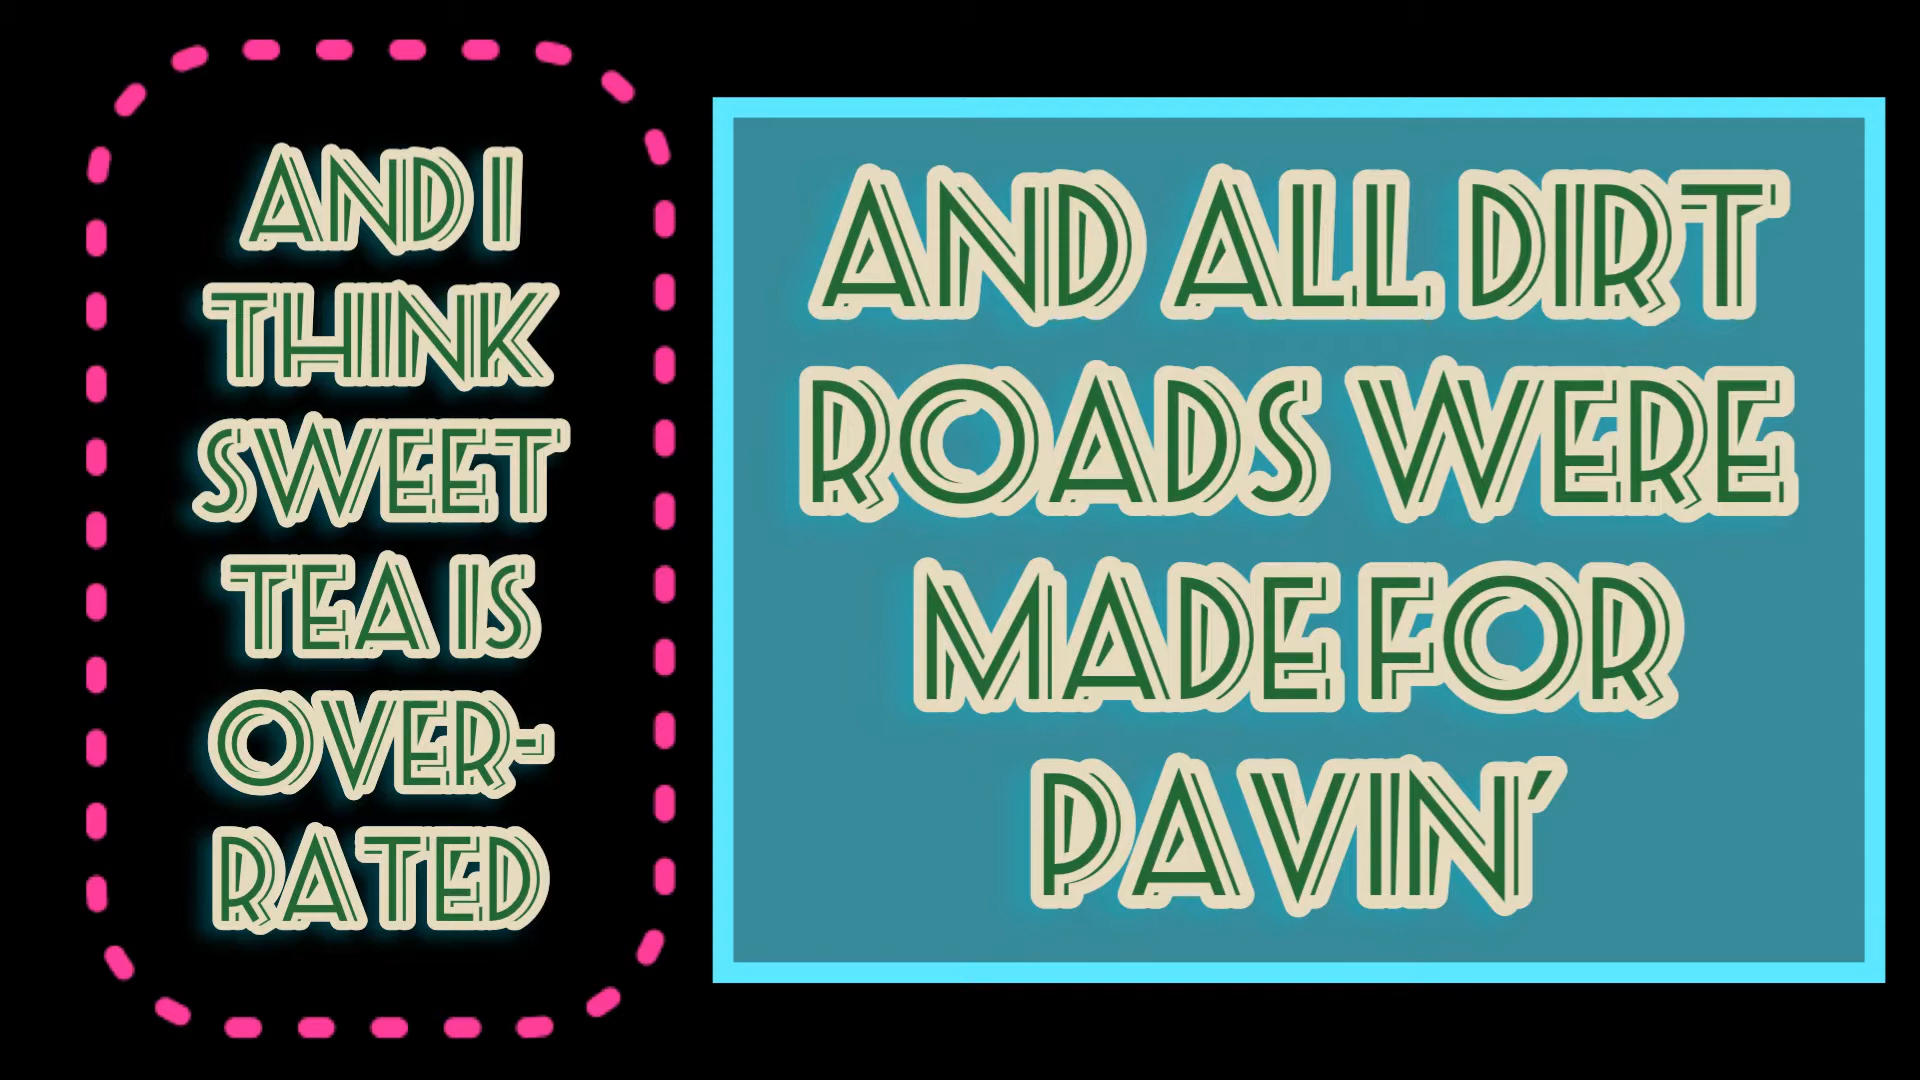 AND I
THINK
SWEET
TEA IS
OVER-
RATED
AND ALL DIRT
ROADS WERE
MADE FOR
PAVIN'